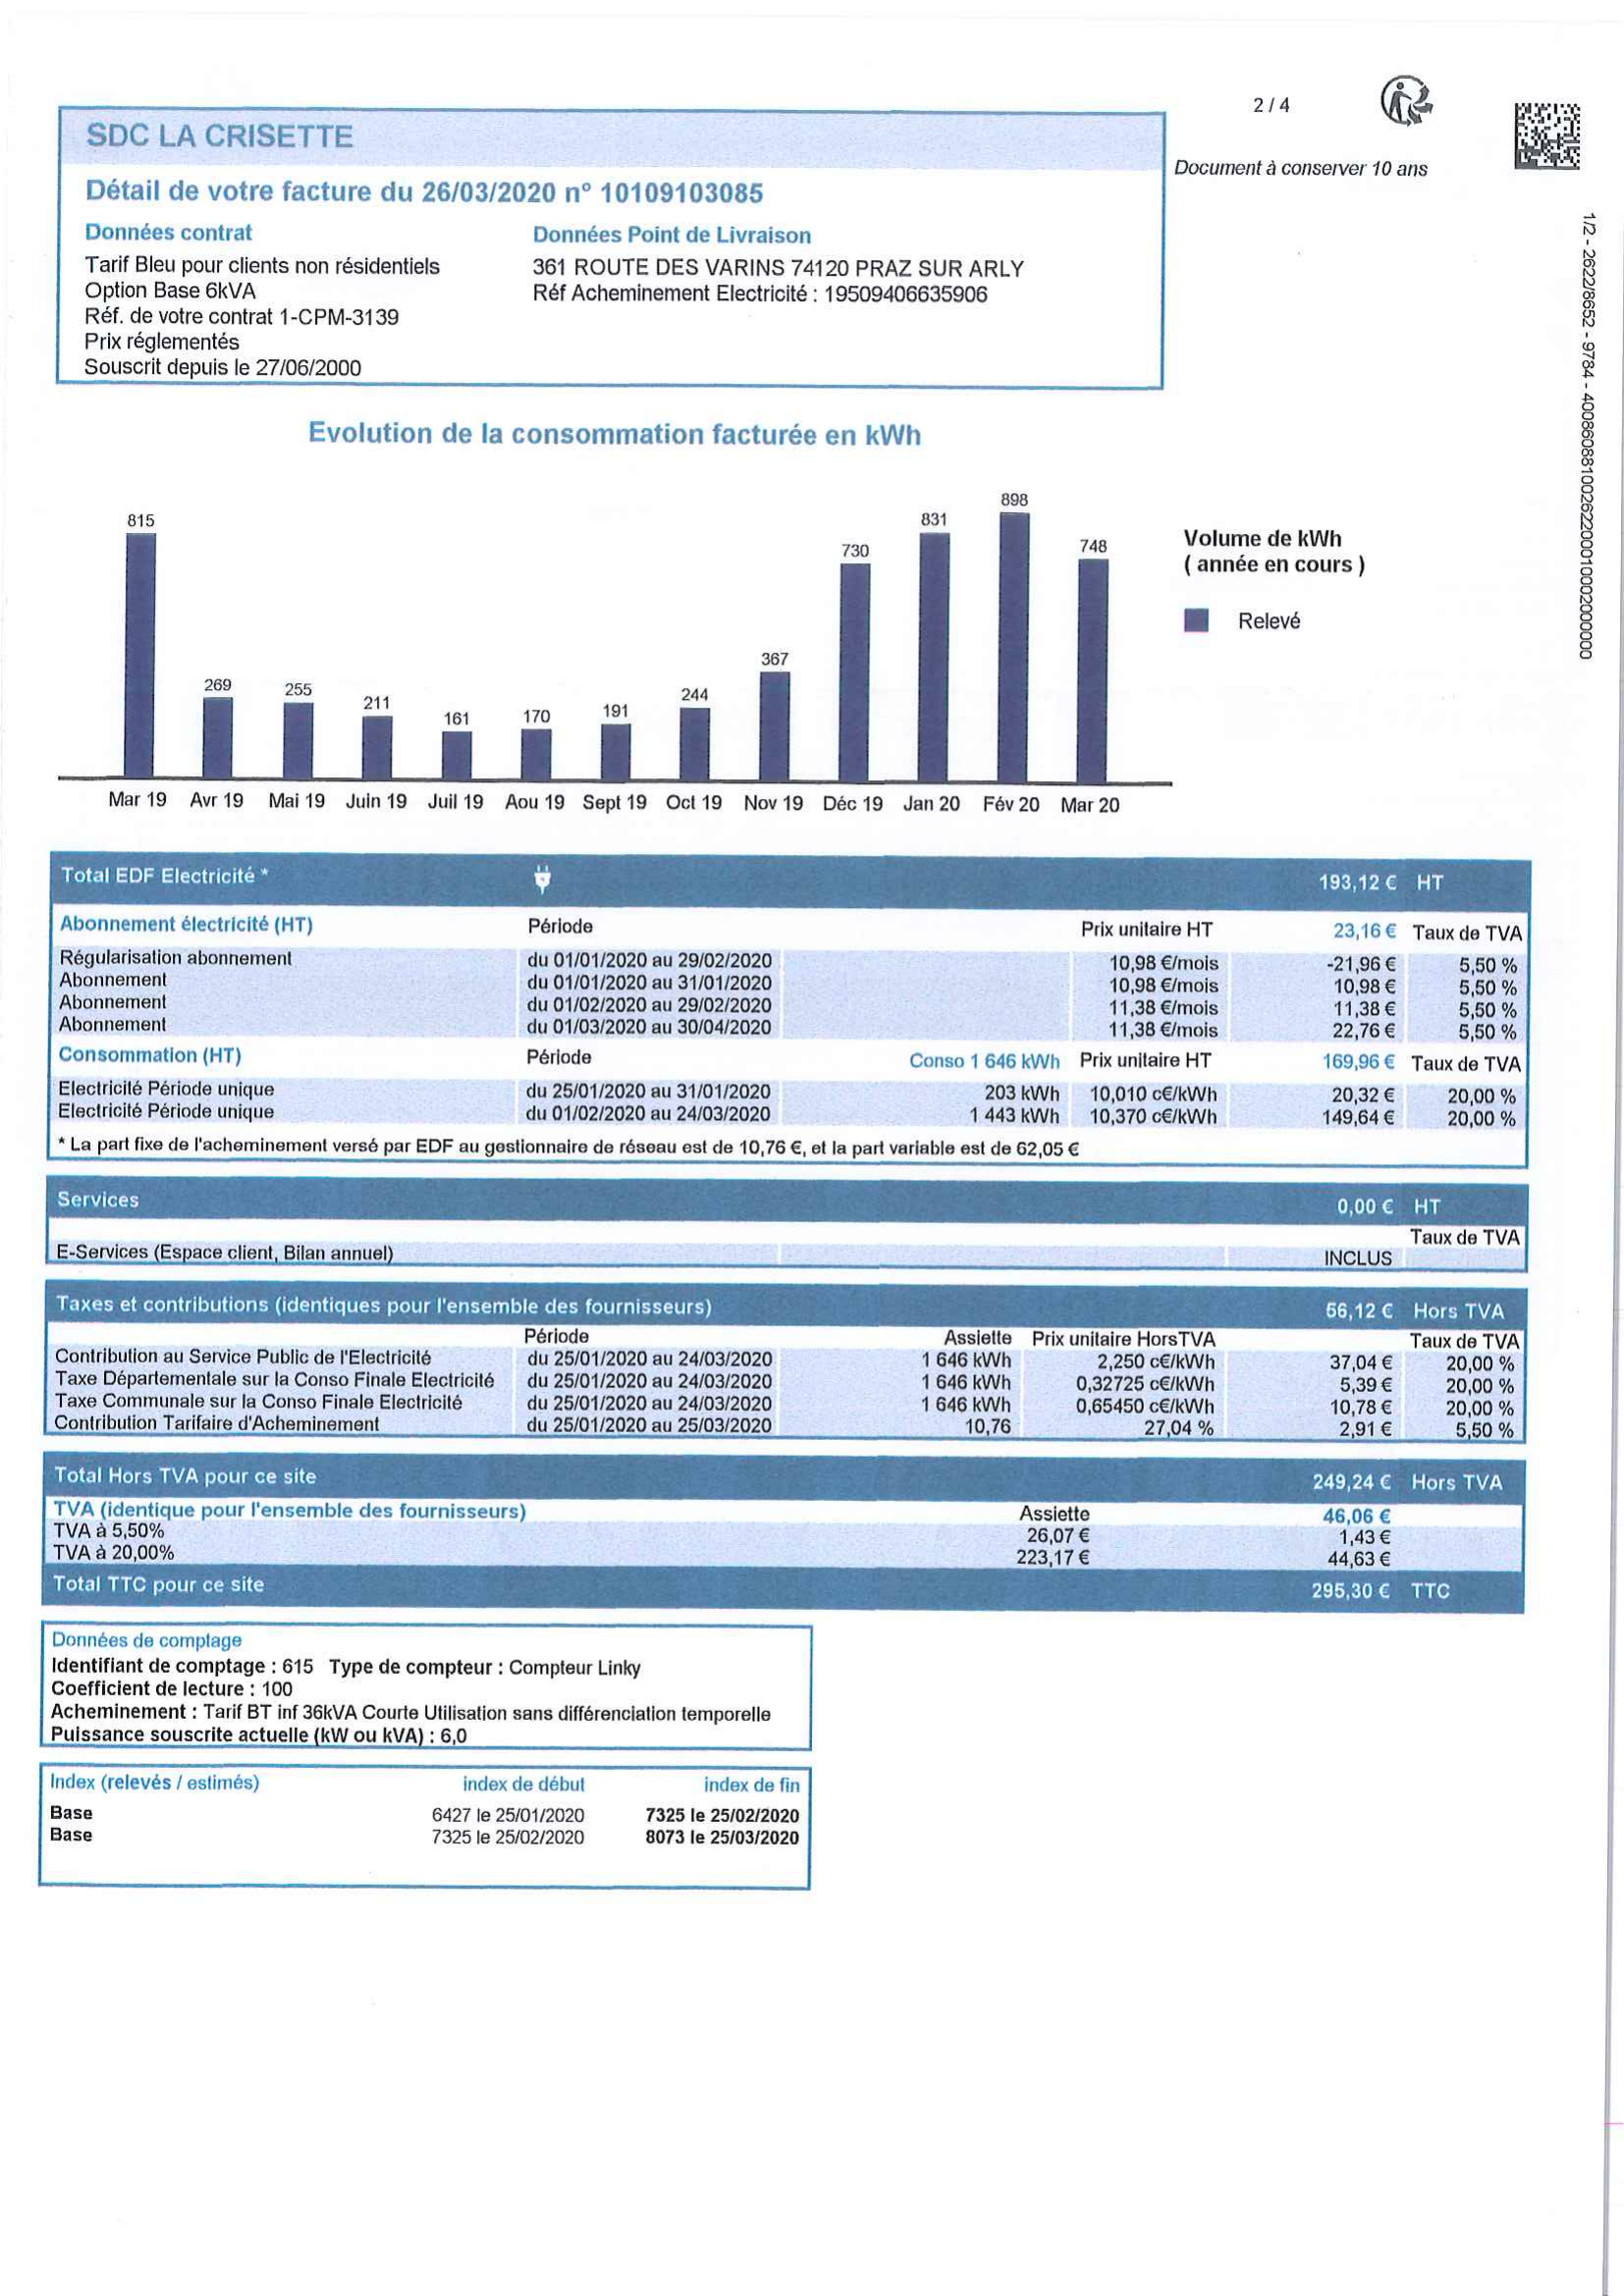 2 / 4
SDC LA CRISETTE
Document à conserver 10 ans
Détail de votre facture du 26/03/2020 n° 10109103085
Données contrat
Tarif Bleu pour clients non résidentiels
Option Base 6kVA
Réf. de votre contrat 1-CPM-3139
Prix réglementés
Souscrit depuis le 27/06/2000
Données Point de Livraison
361 ROUTE DES VARINS 74120 PRAZ SUR ARLY
Réf Acheminement Electricité : 19509406635906
Evolution de la consommation facturée en kWh
815 269 255 211 161 170 191 244 367 730 831 898 748
Mar 19 Avr 19 Mai 19 Juin 19 Juil 19 Aou 19 Sept 19 Oct 19 Nov 19 Déc 19 Jan 20 Fév 20 Mar 20
Volume de kWh
( année en cours )
Relevé
Total EDF Electricité * 193,12 € HT
Abonnement électricité (HT) Période Prix unitaire HT 23,16 € Taux de TVA
Régularisation abonnement du 01/01/2020 au 29/02/2020 10,98 €/mois -21,96 € 5,50 %
Abonnement du 01/01/2020 au 31/01/2020 10,98 €/mois 10,98 € 5,50 %
Abonnement du 01/02/2020 au 29/02/2020 11,38 €/mois 11,38 € 5,50 %
Abonnement du 01/03/2020 au 30/04/2020 11,38 €/mois 22,76 € 5,50 %
Consommation (HT) Période Conso 1 646 kWh Prix unitaire HT 169,96 € Taux de TVA
Electricité Période unique du 25/01/2020 au 31/01/2020 203 kWh 10,010 c€/kWh 20,32 € 20,00 %
Electricité Période unique du 01/02/2020 au 24/03/2020 1 443 kWh 10,370 c€/kWh 149,64 € 20,00 %
* La part fixe de l'acheminement versé par EDF au gestionnaire de réseau est de 10,76 €, et la part variable est de 62,05 €
Services 0,00 € HT
Taux de TVA
E-Services (Espace client, Bilan annuel) INCLUS
Taxes et contributions (identiques pour l'ensemble des fournisseurs) 56,12 € Hors TVA
Période Assiette Prix unitaire HorsTVA Taux de TVA
Contribution au Service Public de l'Electricité du 25/01/2020 au 24/03/2020 1 646 kWh 2,250 c€/kWh 37,04 € 20,00 %
Taxe Départementale sur la Conso Finale Electricité du 25/01/2020 au 24/03/2020 1 646 kWh 0,32725 c€/kWh 5,39 € 20,00 %
Taxe Communale sur la Conso Finale Electricité du 25/01/2020 au 24/03/2020 1 646 kWh 0,65450 c€/kWh 10,78 € 20,00 %
Contribution Tarifaire d'Acheminement du 25/01/2020 au 25/03/2020 10,76 27,04 % 2,91 € 5,50 %
Total Hors TVA pour ce site 249,24 € Hors TVA
TVA (identique pour l'ensemble des fournisseurs) Assiette 46,06 €
TVA à 5,50% 26,07 € 1,43 €
TVA à 20,00% 223,17 € 44,63 €
Total TTC pour ce site 295,30 € TTC
Données de comptage
Identifiant de comptage : 615 Type de compteur : Compteur Linky
Coefficient de lecture : 100
Acheminement : Tarif BT inf 36kVA Courte Utilisation sans différenciation temporelle
Puissance souscrite actuelle (kW ou kVA) : 6,0
Index (relevés / estimés) index de début index de fin
Base 6427 le 25/01/2020 7325 le 25/02/2020
Base 7325 le 25/02/2020 8073 le 25/03/2020